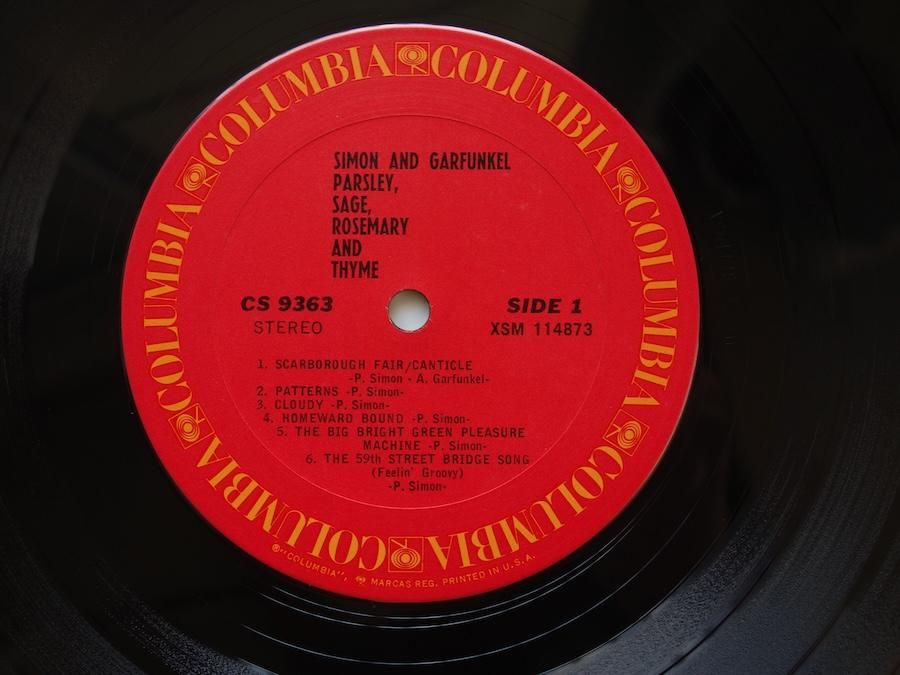 COLUMBIA COLUMBIA COLUMBIA COLUMBIA COLUMBIA COLUMBIA
SIMON AND GARFUNKEL
PARSLEY,
SAGE,
ROSEMARY
AND
THYME
CS 9363
STEREO
SIDE 1
XSM 114873
1. SCARBOROUGH FAIR/CANTICLE
-P. Simon - A. Garfunkel-
2. PATTERNS -P. Simon-
3. CLOUDY -P. Simon-
4. HOMEWARD BOUND -P. Simon-
5. THE BIG BRIGHT GREEN PLEASURE
MACHINE -P. Simon-
6. THE 59th STREET BRIDGE SONG
(Feelin' Groovy)
-P. Simon-
®"COLUMBIA", MARCAS REG. PRINTED IN U.S.A.